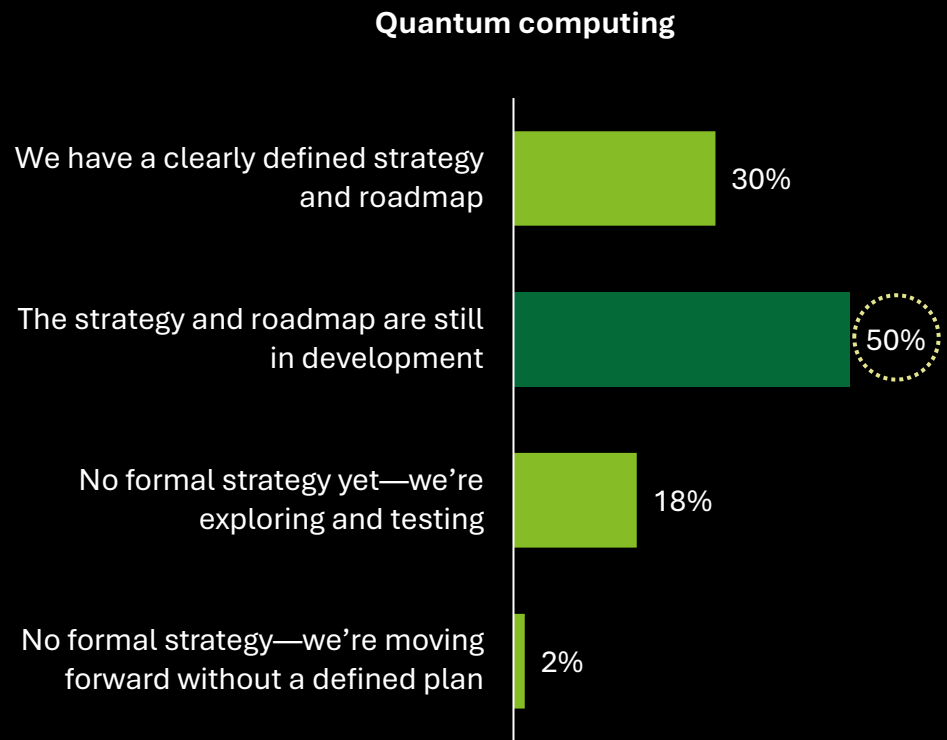 Quantum computing
We have a clearly defined strategy
and roadmap
30%
The strategy and roadmap are still
in development
50%
No formal strategy yet—we’re
exploring and testing
18%
No formal strategy—we’re moving
forward without a defined plan
2%